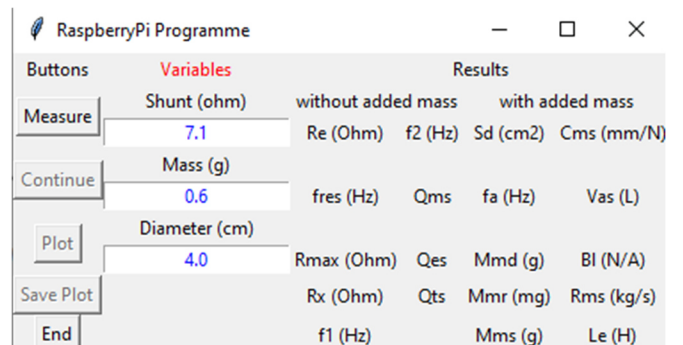 RaspberryPi Programme
Buttons Variables Results
Shunt (ohm) without added mass with added mass
Measure
7.1 Re (Ohm) f2 (Hz) Sd (cm2) Cms (mm/N)
Mass (g)
Continue
0.6 fres (Hz) Qms fa (Hz) Vas (L)
Diameter (cm)
Plot
4.0 Rmax (Ohm) Qes Mmd (g) Bl (N/A)
Save Plot Rx (Ohm) Qts Mmr (mg) Rms (kg/s)
End f1 (Hz) Mms (g) Le (H)